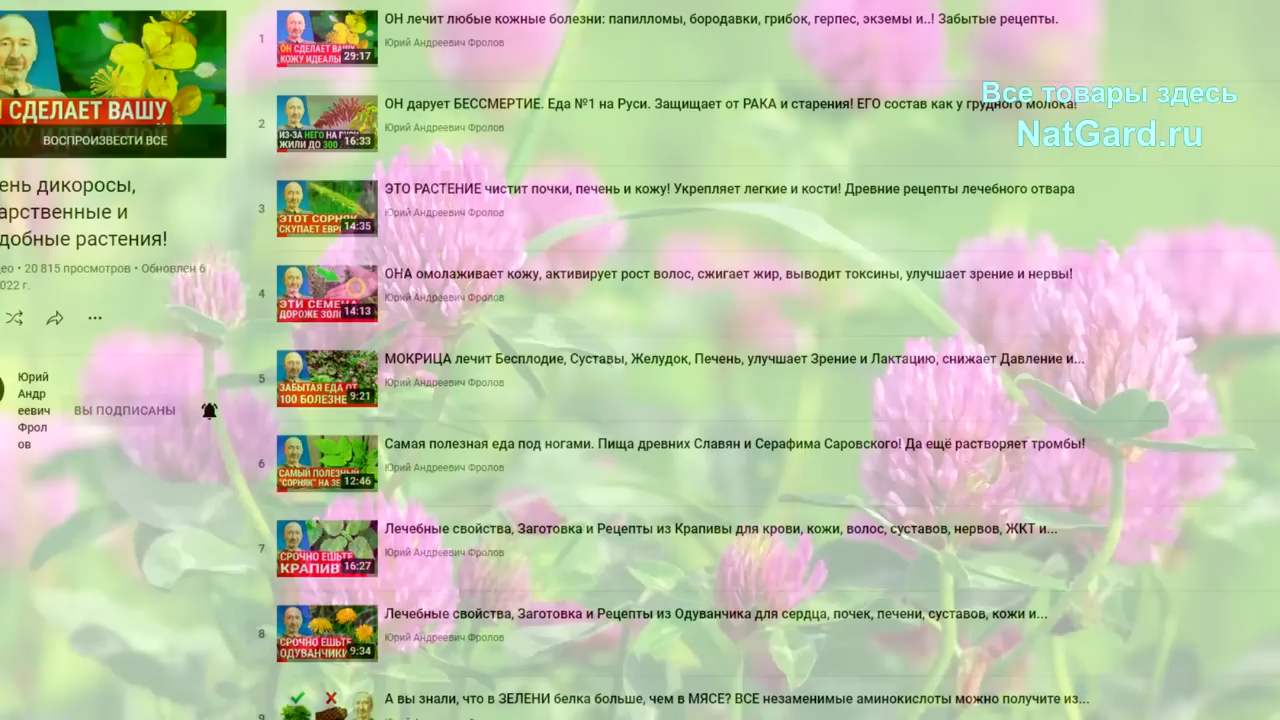 СДЕЛАЕТ ВАШУ
ВОСПРОИЗВЕСТИ ВСЕ
ень дикоросы,
арственные и
добные растения!
ео • 20 815 просмотров • Обновлен 6
022 г.
Юрий
Андр
еевич
Фрол
ов
ВЫ ПОДПИСАНЫ
1
ОН СДЕЛАЕТ ВАШУ
КОЖУ ИДЕАЛЬ
29:17
ОН лечит любые кожные болезни: папилломы, бородавки, грибок, герпес, экземы и..! Забытые рецепты.
Юрий Андреевич Фролов
Все товары здесь
NatGard.ru
2
ИЗ-ЗА НЕГО НА РУСИ
ЖИЛИ ДО 300
16:33
ОН дарует БЕССМЕРТИЕ. Еда №1 на Руси. Защищает от РАКА и старения! ЕГО состав как у грудного молока!
Юрий Андреевич Фролов
3
ЭТОТ СОРНЯК
СКУПАЕТ ЕВР
14:35
ЭТО РАСТЕНИЕ чистит почки, печень и кожу! Укрепляет легкие и кости! Древние рецепты лечебного отвара
Юрий Андреевич Фролов
4
ЭТИ СЕМЕНА
ДОРОЖЕ ЗОЛ
14:13
ОНА омолаживает кожу, активирует рост волос, сжигает жир, выводит токсины, улучшает зрение и нервы!
Юрий Андреевич Фролов
5
ЗАБЫТАЯ ЕДА ОТ
100 БОЛЕЗНЕ
9:21
МОКРИЦА лечит Бесплодие, Суставы, Желудок, Печень, улучшает Зрение и Лактацию, снижает Давление и...
Юрий Андреевич Фролов
6
САМЫЙ ПОЛЕЗНЫЙ
"СОРНЯК" НА ЗЕ
12:46
Самая полезная еда под ногами. Пища древних Славян и Серафима Саровского! Да ещё растворяет тромбы!
Юрий Андреевич Фролов
7
СРОЧНО ЕШЬТЕ
КРАПИВ
16:27
Лечебные свойства, Заготовка и Рецепты из Крапивы для крови, кожи, волос, суставов, нервов, ЖКТ и...
Юрий Андреевич Фролов
8
СРОЧНО ЕШЬТЕ
ОДУВАНЧИКИ
9:34
Лечебные свойства, Заготовка и Рецепты из Одуванчика для сердца, почек, печени, суставов, кожи и...
Юрий Андреевич Фролов
9
А вы знали, что в ЗЕЛЕНИ белка больше, чем в МЯСЕ? ВСЕ незаменимые аминокислоты можно получите из...